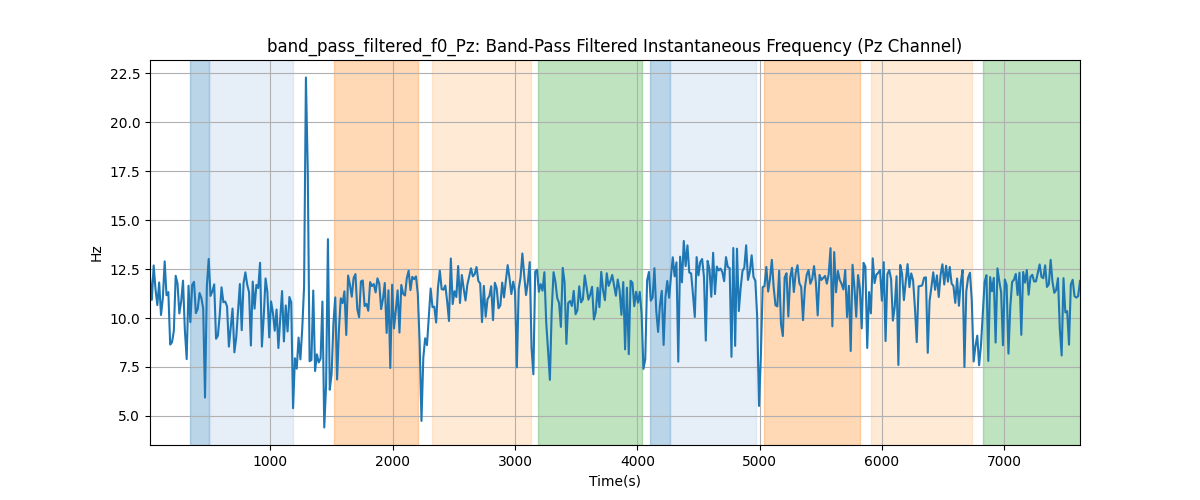 band_pass_filtered_f0_Pz: Band-Pass Filtered Instantaneous Frequency (Pz Channel)
22.5
20.0
17.5
15.0
12.5
10.0
7.5
5.0
Hz
1000 2000 3000 4000 5000 6000 7000
Time(s)